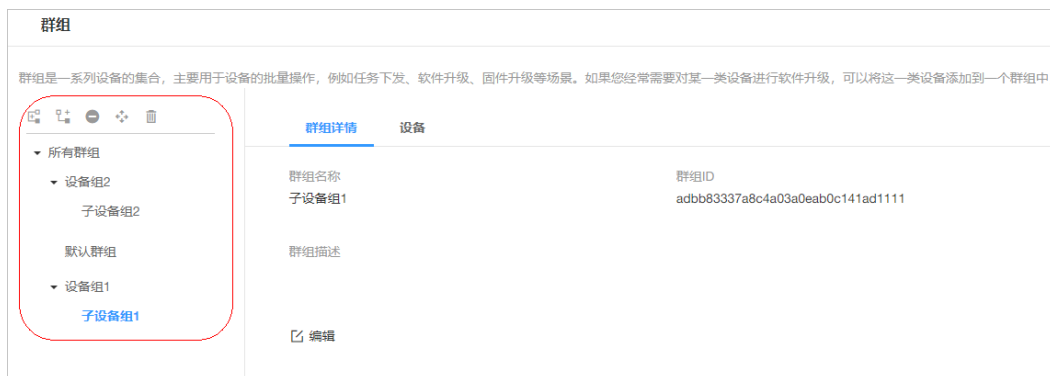 群组
群组是一系列设备的集合，主要用于设备的批量操作，例如任务下发、软件升级、固件升级等场景。如果您经常需要对某一类设备进行软件升级，可以将这一类设备添加到一个群组中
所有群组
设备组2
子设备组2
默认群组
设备组1
子设备组1
群组详情 设备
群组名称 群组ID
子设备组1 adbb83337a8c4a03a0eab0c141ad1111
群组描述
编辑